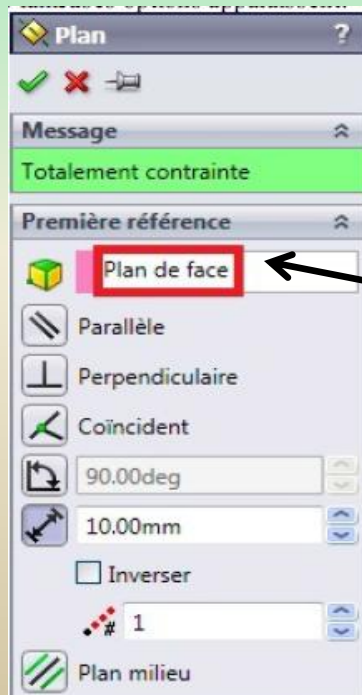 Plan ?
Message
Totalement contrainte
Première référence
Plan de face
Parallèle
Perpendiculaire
Coïncident
90.00deg
10.00mm
Inverser
# 1
Plan milieu